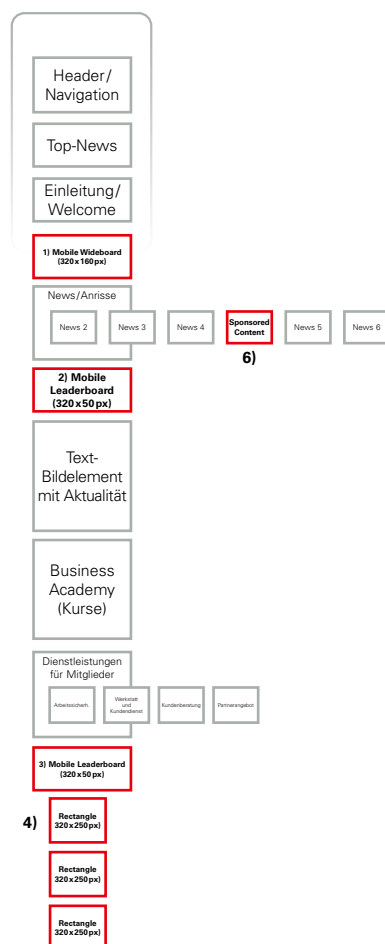 Header/
Navigation
Top-News
Einleitung/
Welcome
1) Mobile Wideboard
(320x160px)
News/Anrisse
News 2
News 3
News 4
Sponsored
Content
News 5
News 6
6)
2) Mobile
Leaderboard
(320x50px)
Text-
Bildelement
mit Aktualität
Business
Academy
(Kurse)
Dienstleistungen
für Mitglieder
Arbeitssicherh.
Werkstatt
und
Kundendienst
Kundenberatung
Partnerangebot
3) Mobile Leaderboard
(320x50px)
4)
Rectangle
320x250px)
Rectangle
320x250px)
Rectangle
320x250px)